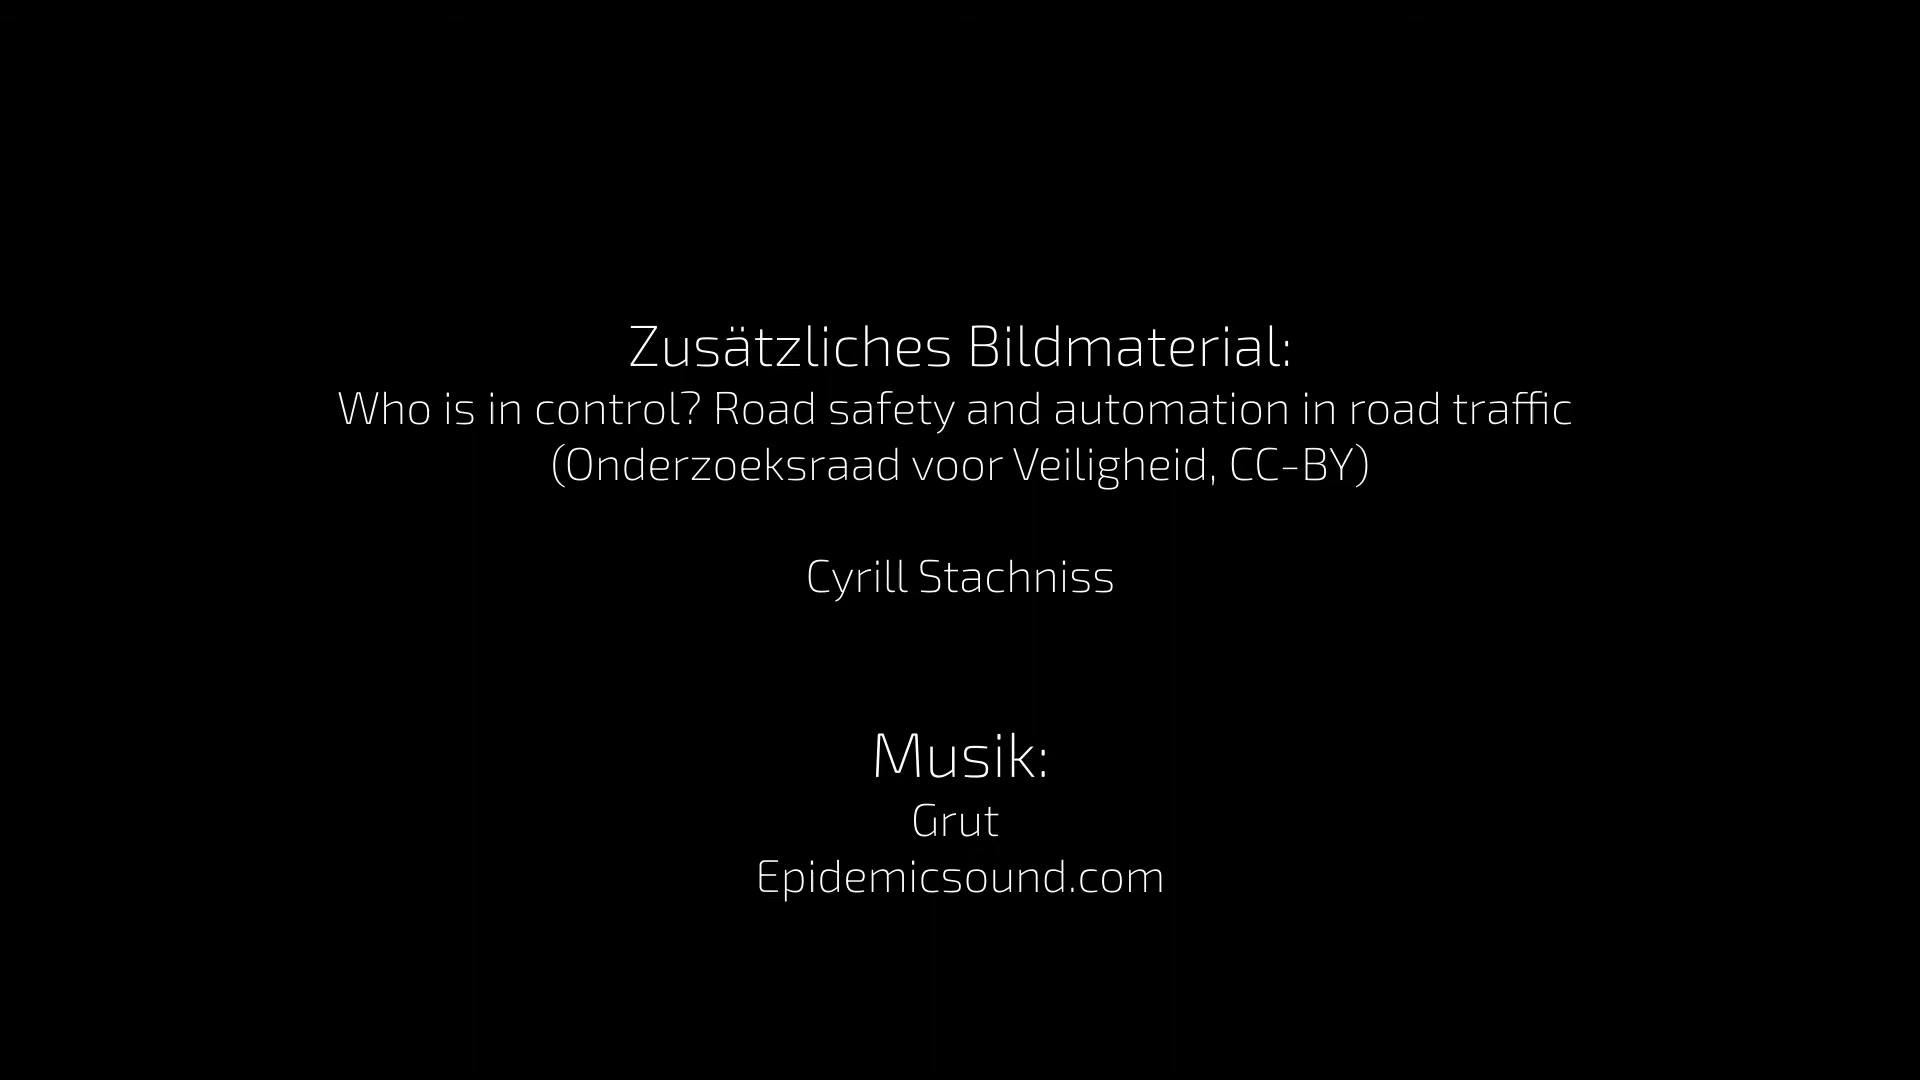 Zusätzliches Bildmaterial:
Who is in control? Road safety and automation in road traffic
(Onderzoeksraad voor Veiligheid, CC-BY)
Cyrill Stachniss
Musik:
Grut
Epidemicsound.com